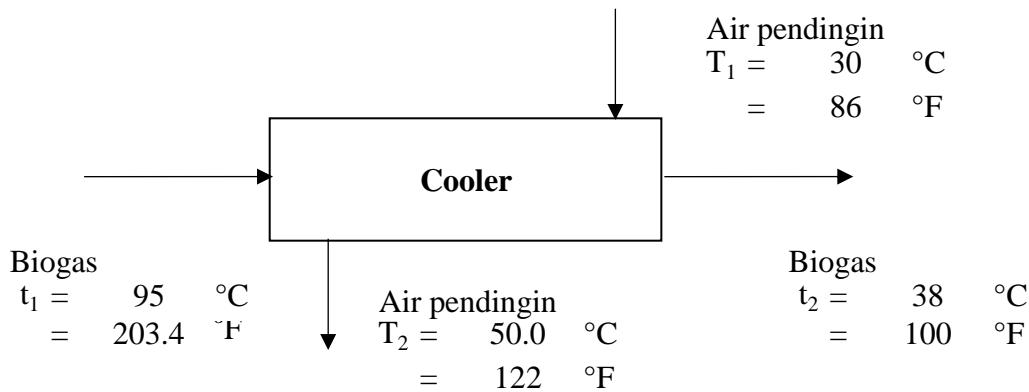 Air pendingin
T₁ = 30 °C
= 86 °F
Cooler
Biogas
t₁ = 95 °C
= 203.4 °F
Air pendingin
T₂ = 50.0 °C
= 122 °F
Biogas
t₂ = 38 °C
= 100 °F